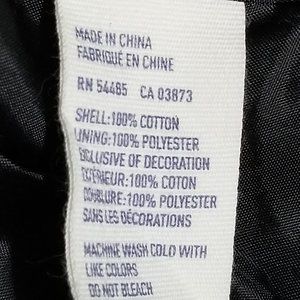 MADE IN CHINA
FABRIQUÉ EN CHINE
RN 54485 CA 03873
SHELL:100% COTTON
LINING:100% POLYESTER
EXCLUSIVE OF DECORATION
EXTÉRIEUR:100% COTON
DOUBLURE:100% POLYESTER
SANS LES DÉCORATIONS
MACHINE WASH COLD WITH
LIKE COLORS
DO NOT BLEACH